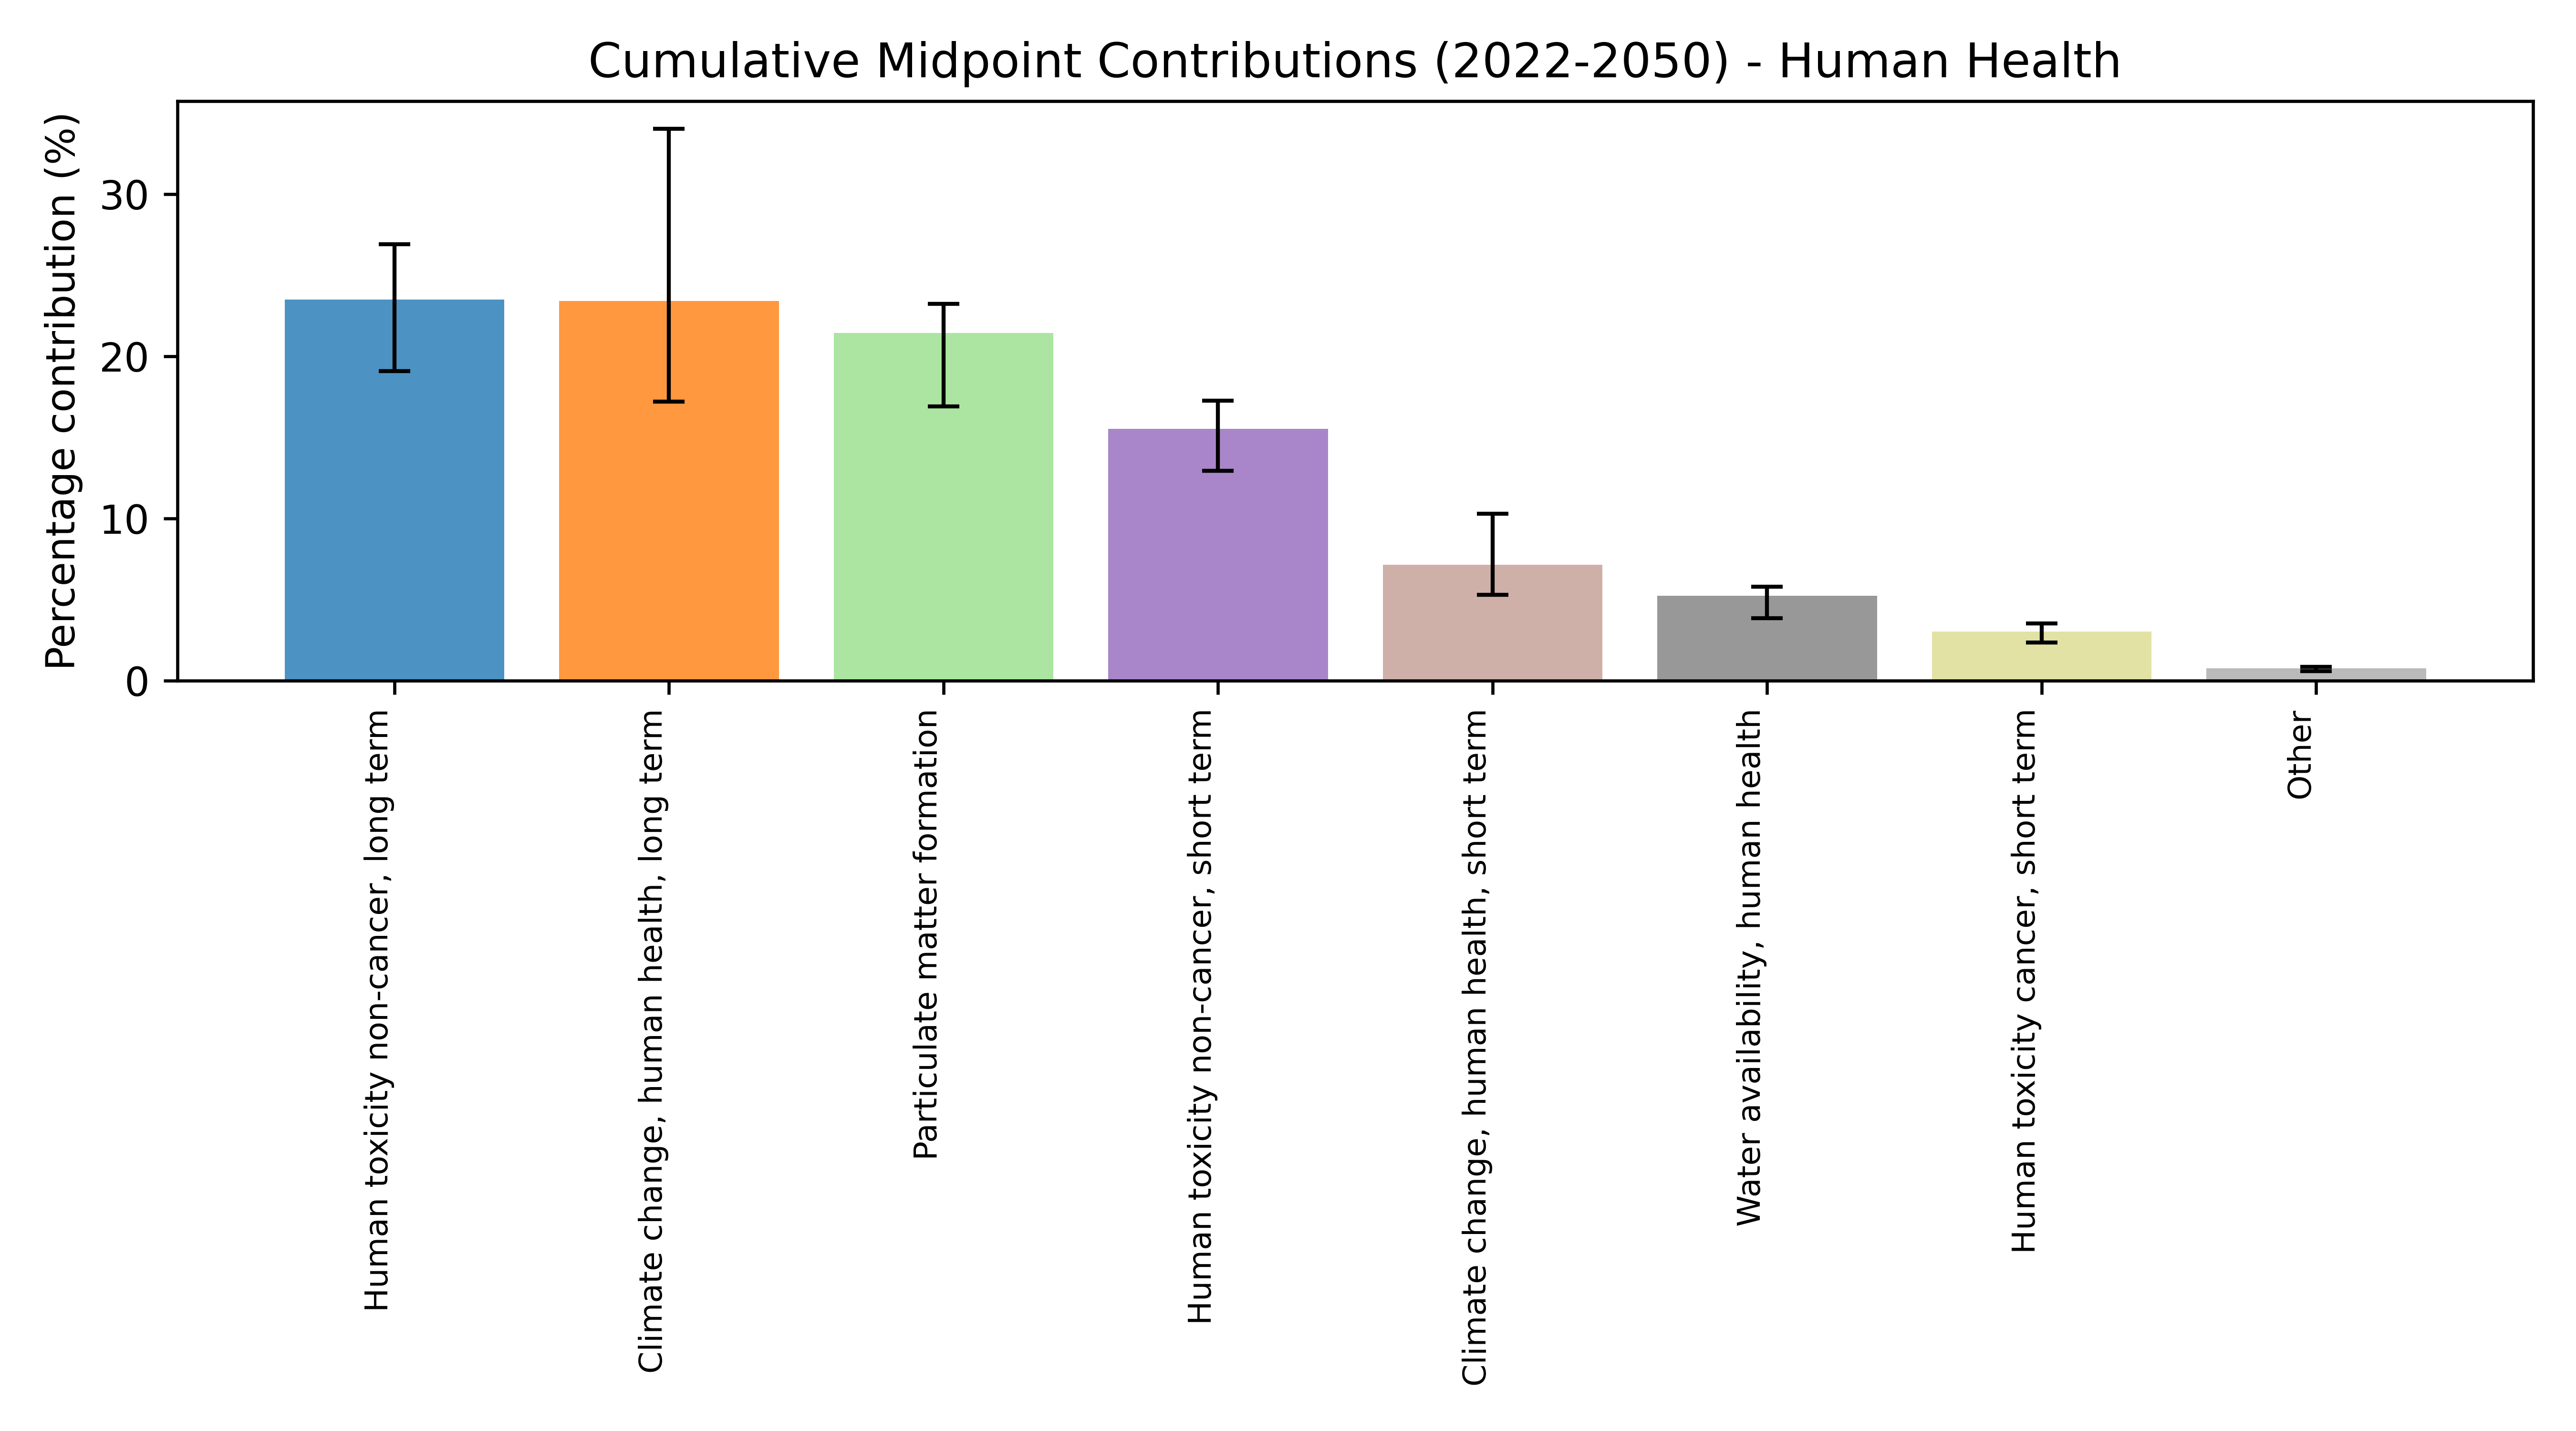 Cumulative Midpoint Contributions (2022-2050) - Human Health
Percentage contribution (%)
30
20
10
0
Human toxicity non-cancer, long term
Climate change, human health, long term
Particulate matter formation
Human toxicity non-cancer, short term
Climate change, human health, short term
Water availability, human health
Human toxicity cancer, short term
Other